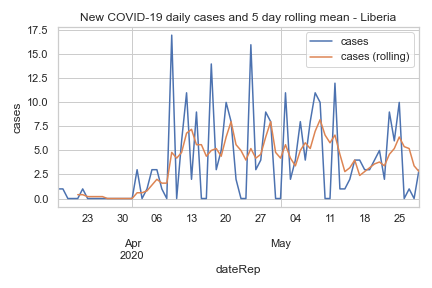 New COVID-19 daily cases and 5 day rolling mean - Liberia
cases
cases (rolling)
17.5
15.0
12.5
10.0
7.5
5.0
2.5
0.0
cases
23 30 06 13 20 27 04 11 18 25
Apr May
2020
dateRep